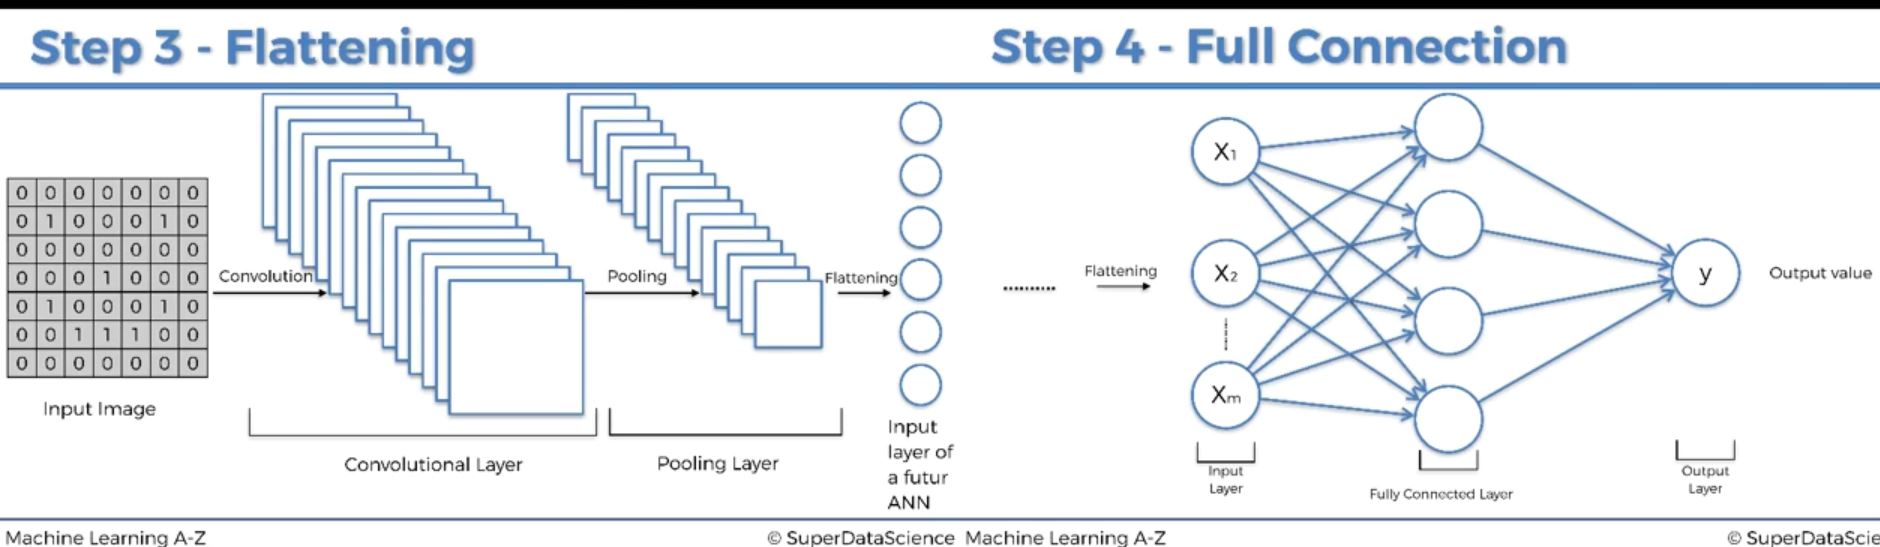 Step 3 - Flattening
0 0 0 0 0 0 0
0 1 0 0 0 1 0
0 0 0 0 0 0 0
0 0 0 1 0 0 0
0 1 0 0 0 1 0
0 0 1 1 1 0 0
0 0 0 0 0 0 0
Input Image
Convolution
Convolutional Layer
Pooling
Pooling Layer
Flattening
Input
layer of
a futur
ANN
Step 4 - Full Connection
..........
Flattening
X1
X2
Xm
Input
Layer
Fully Connected Layer
y
Output value
Output
Layer
Machine Learning A-Z
© SuperDataScience
Machine Learning A-Z
© SuperDataScie